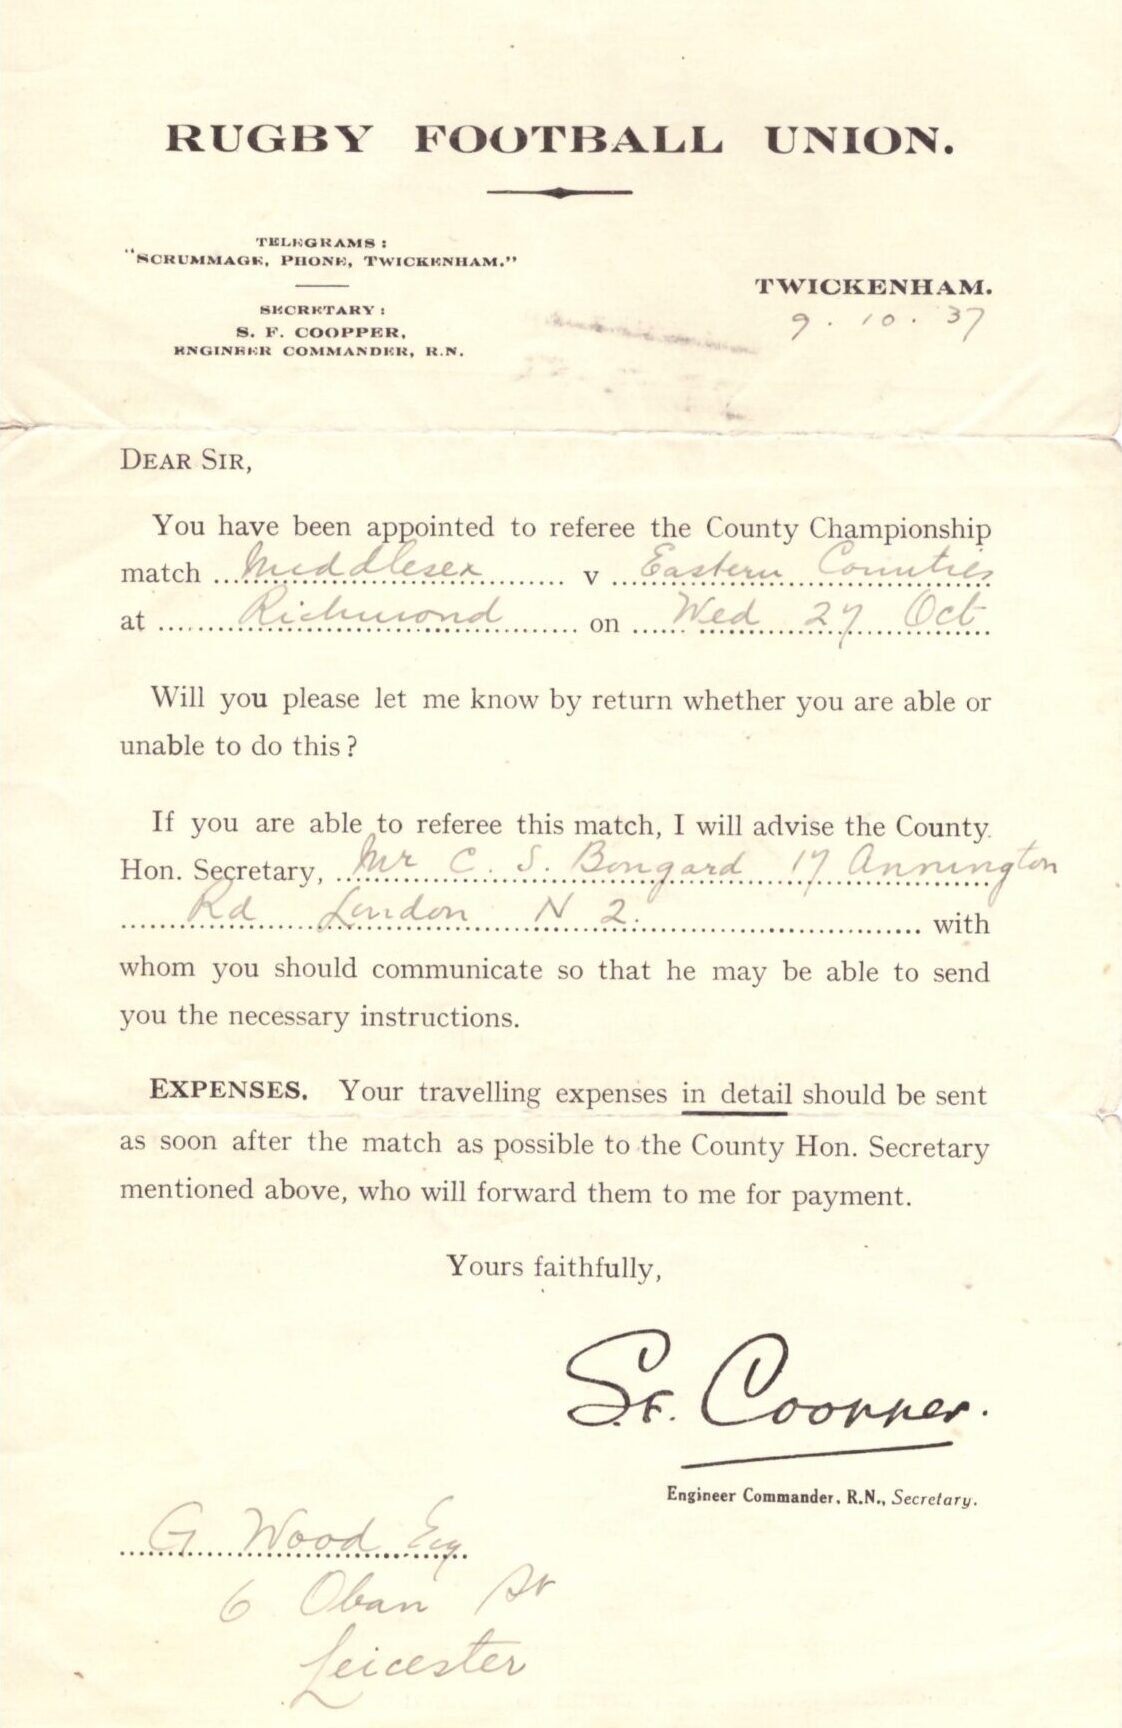 RUGBY FOOTBALL UNION.
TELEGRAMS:
"SCRUMMAGE, PHONE, TWICKENHAM."
SECRETARY:
S. F. COOPPER,
ENGINEER COMMANDER, R.N.
TWICKENHAM.
9.10.37
DEAR SIR,
You have been appointed to referee the County Championship
match Middlesex v Eastern Counties
at Richmond on Wed 27 Oct
Will you please let me know by return whether you are able or
unable to do this?
If you are able to referee this match, I will advise the County
Hon. Secretary, Mr C. S. Bongard 17 Annington
Rd London N 2. with
whom you should communicate so that he may be able to send
you the necessary instructions.
EXPENSES. Your travelling expenses in detail should be sent
as soon after the match as possible to the County Hon. Secretary
mentioned above, who will forward them to me for payment.
Yours faithfully,
S.F. Coopper.
Engineer Commander, R.N., Secretary.
G Wood Esq
6 Oban St
Leicester